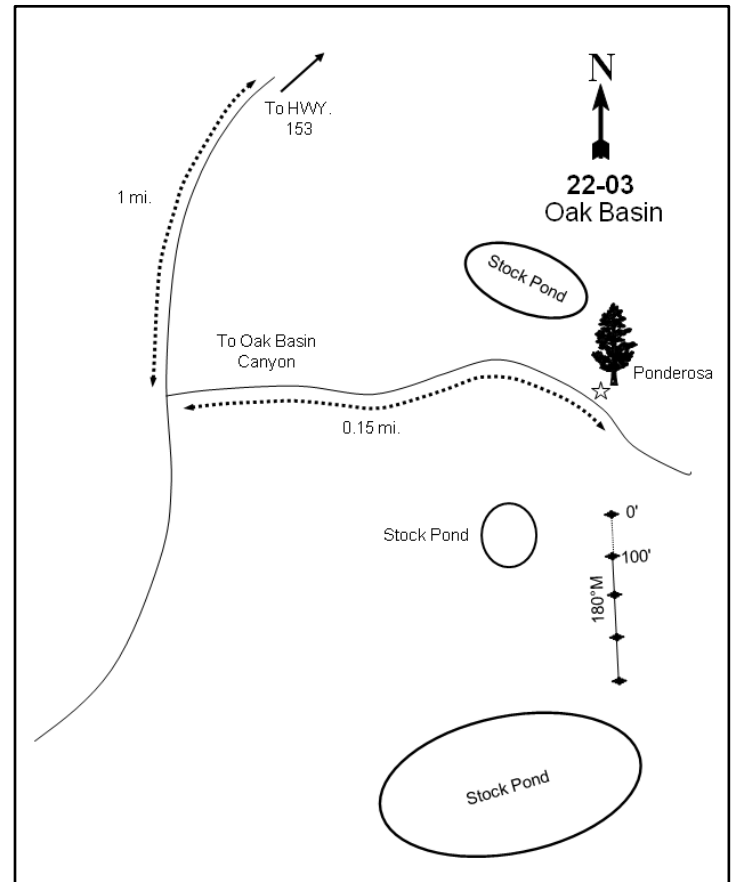 N
To HWY.
153
22-03
Oak Basin
1 mi.
Stock Pond
To Oak Basin
Canyon
Ponderosa
0.15 mi.
0'
Stock Pond
100'
180°M
Stock Pond